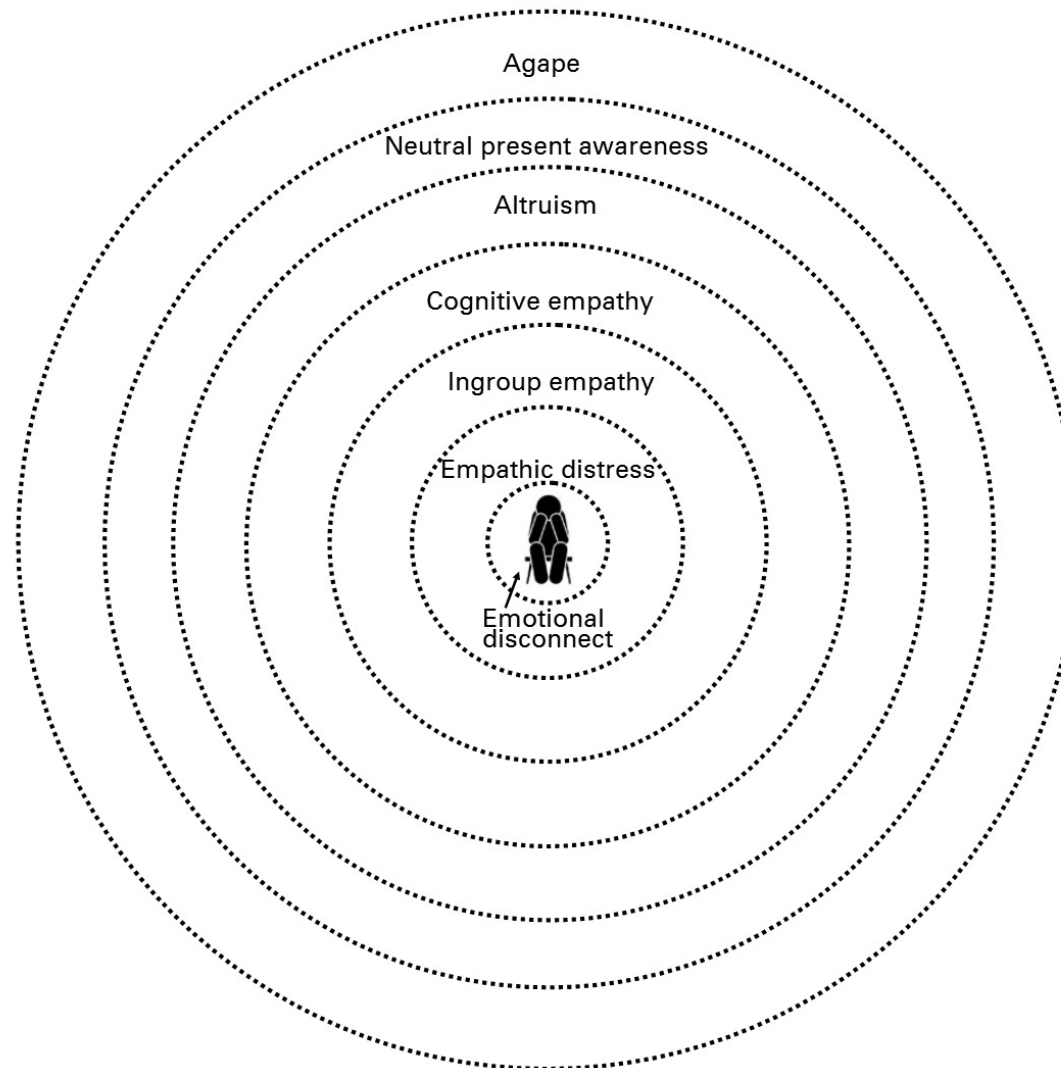 Agape
Neutral present awareness
Altruism
Cognitive empathy
Ingroup empathy
Empathic distress
Emotional
disconnect